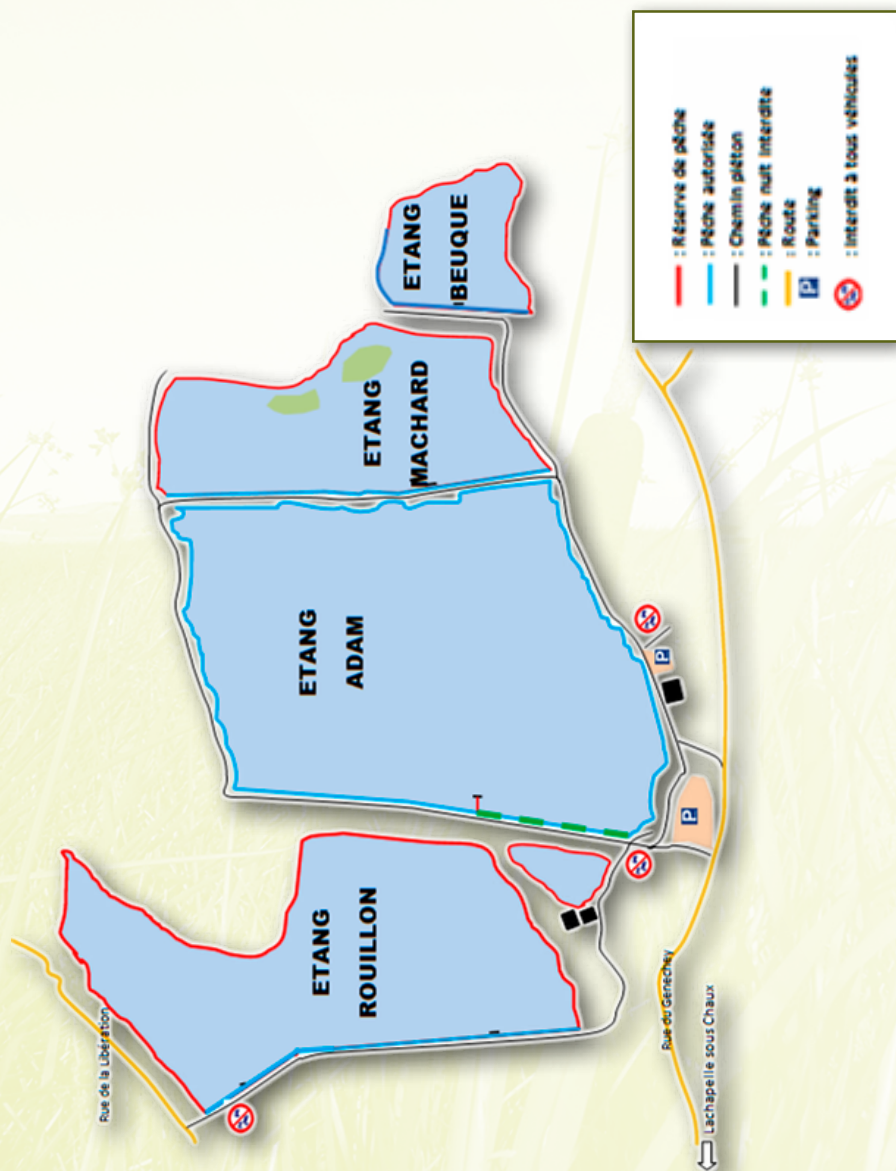 : Réserve de pêche
: Pêche autorisée
: Chemin piéton
: Pêche nuit interdite
: Route
P : Parking
: Interdit à tous véhicules
ETANG
BEUQUE
ETANG
MACHARD
ETANG
ADAM
ETANG
ROUILLON
P
P
Rue de la Libération
Rue du Genechey
Lachapelle sous Chaux